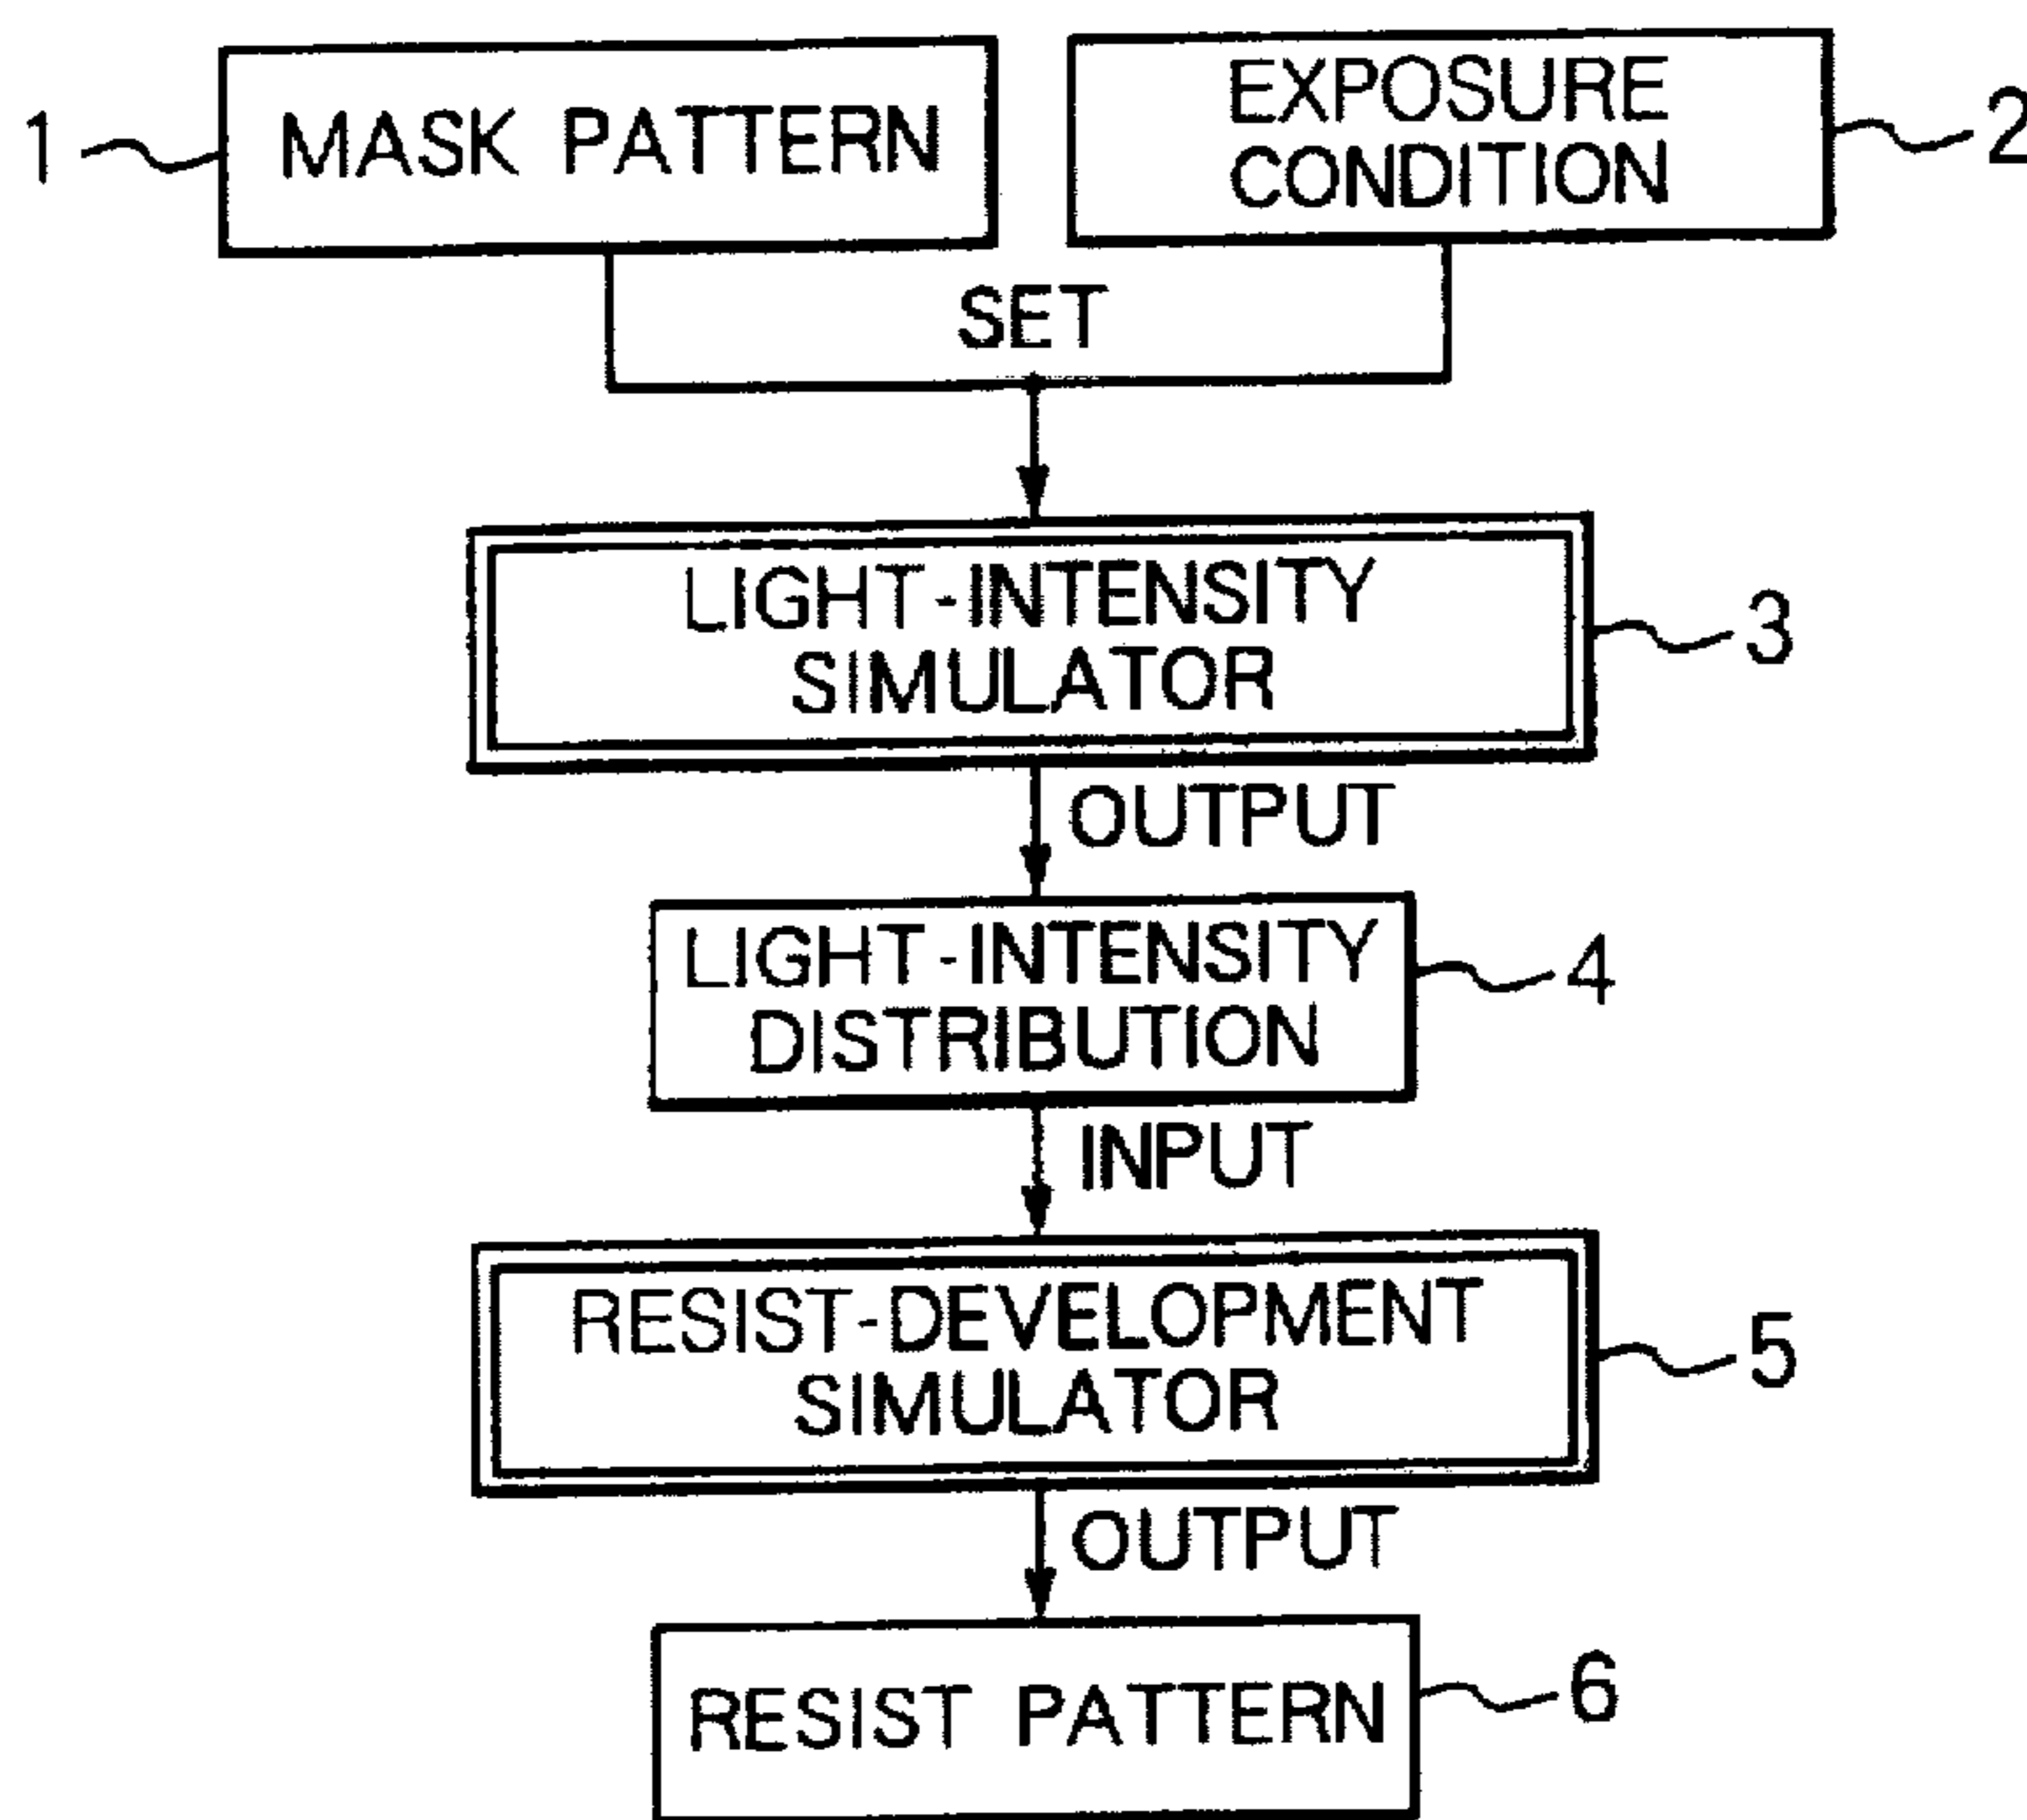 1
MASK PATTERN
EXPOSURE
CONDITION
2
SET
LIGHT-INTENSITY
SIMULATOR
3
OUTPUT
LIGHT-INTENSITY
DISTRIBUTION
4
INPUT
RESIST-DEVELOPMENT
SIMULATOR
5
OUTPUT
RESIST PATTERN
6